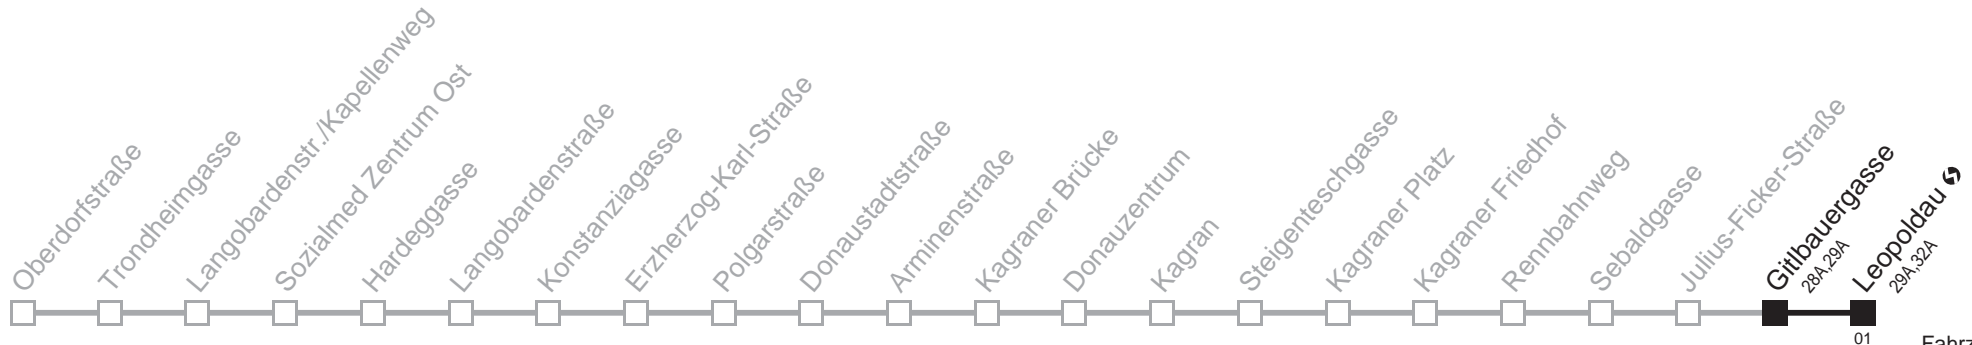 Oberdorfstraße
Trondheimgasse
Langobardenstr./Kapellenweg
Sozialmed Zentrum Ost
Hardeggasse
Langobardenstraße
Konstanziagasse
Erzherzog-Karl-Straße
Polgarstraße
Donaustadtstraße
Arminenstraße
Kagraner Brücke
Donauzentrum
Kagran
Steigenteschgasse
Kagraner Platz
Kagraner Friedhof
Rennbahnweg
Sebaldgasse
Julius-Ficker-Straße
Gitlbauergasse
28A,29A
Leopoldau
29A,32A
01
Fahrz